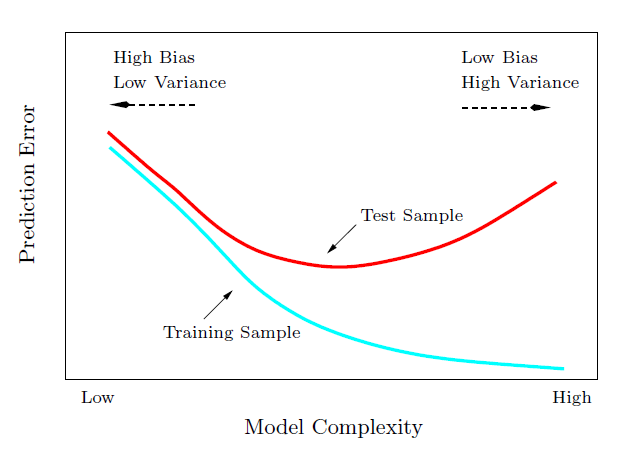 High Bias
Low Variance
Low Bias
High Variance
Prediction Error
Test Sample
Training Sample
Low
High
Model Complexity